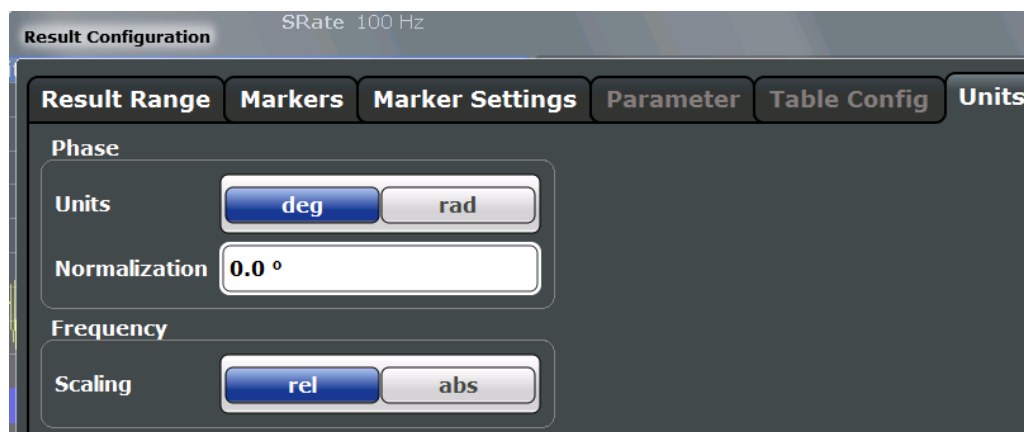 SRate 100 Hz
Result Configuration
Result Range Markers Marker Settings Parameter Table Config Units
Phase
Units deg rad
Normalization 0.0 º
Frequency
Scaling rel abs